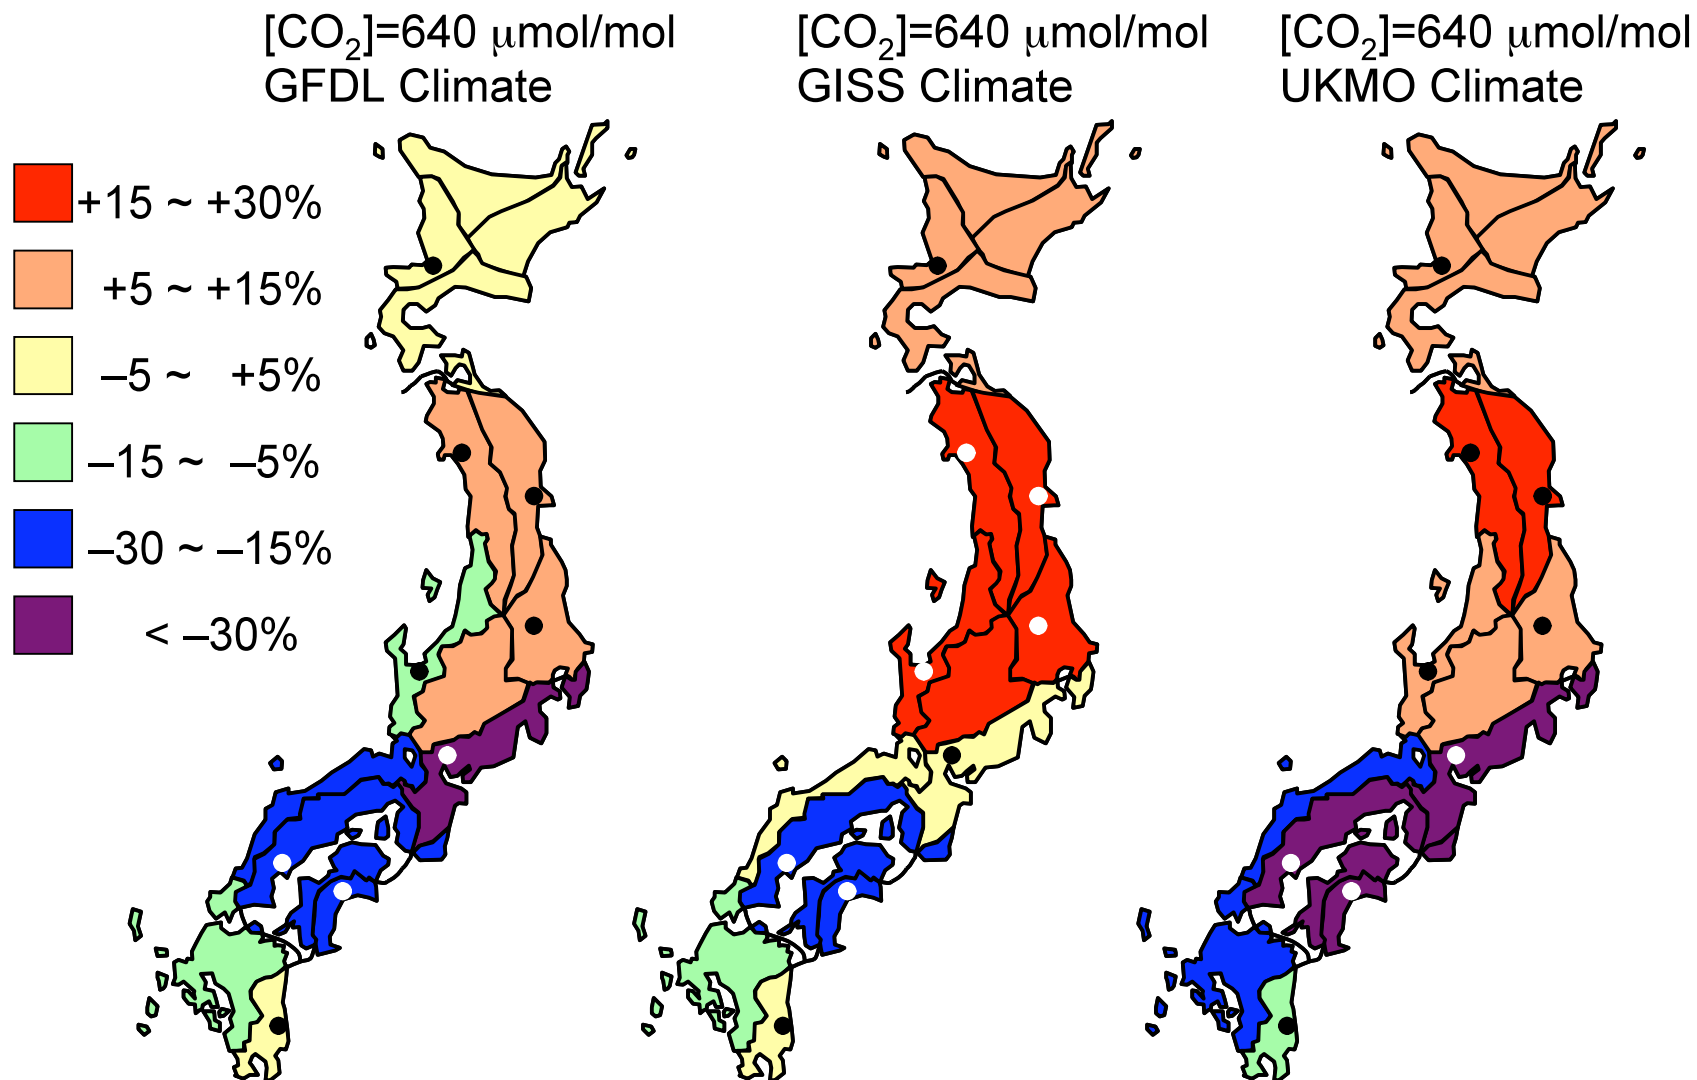 [CO₂]=640 μmol/mol
GFDL Climate
[CO₂]=640 μmol/mol
GISS Climate
[CO₂]=640 μmol/mol
UKMO Climate
+15 ~ +30%
+5 ~ +15%
–5 ~ +5%
–15 ~ –5%
–30 ~ –15%
< –30%